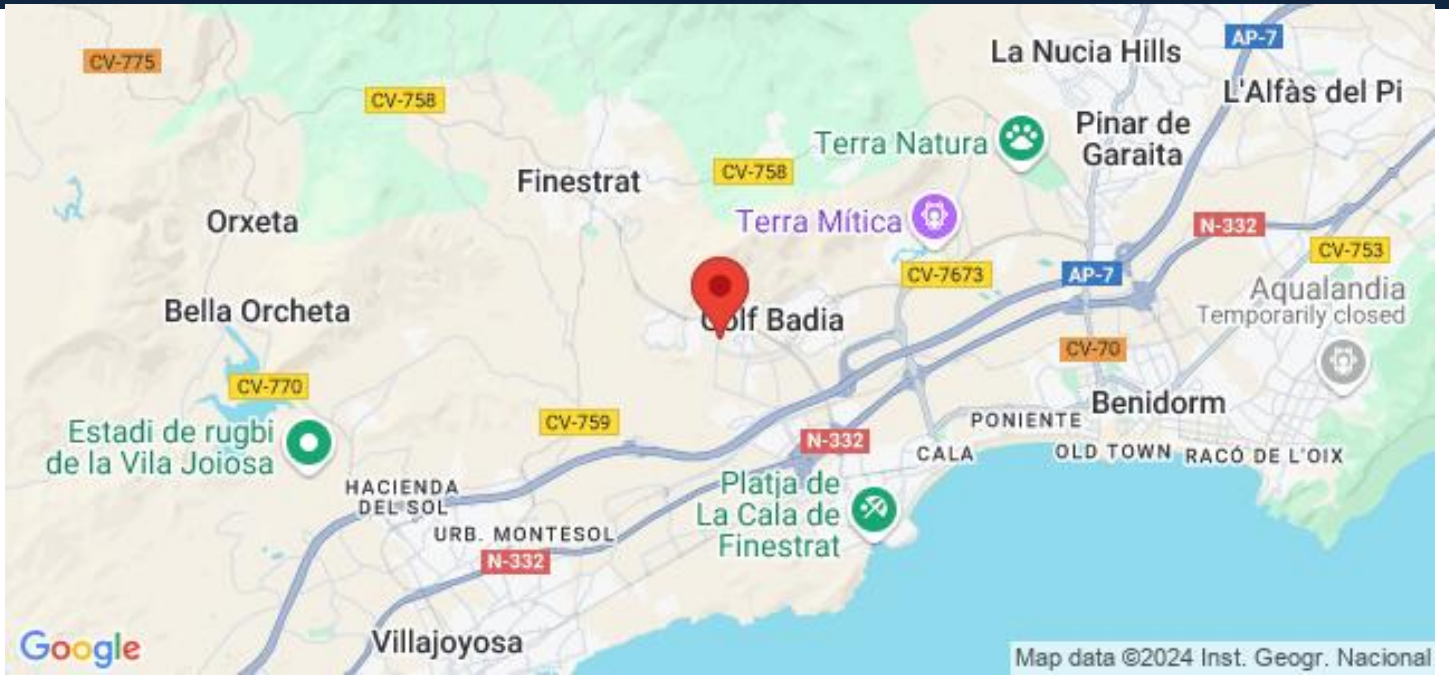 CV-775
La Nucia Hills
AP-7
L'Alfàs del Pi
CV-758
Terra Natura
Pinar de
Garaita
Finestrat
CV-758
Orxeta
Terra Mítica
N-332
CV-753
CV-7673
AP-7
Aqualandia
Temporarily closed
Bella Orcheta
Golf Badia
CV-70
CV-770
Benidorm
CV-759
PONIENTE
Estadi de rugbi
de la Vila Joiosa
N-332
CALA
OLD TOWN
RACÓ DE L'OIX
HACIENDA
DEL SOL
Platja de
La Cala de
Finestrat
URB. MONTESOL
N-332
Villajoyosa
Google
Map data ©2024 Inst. Geogr. Nacional